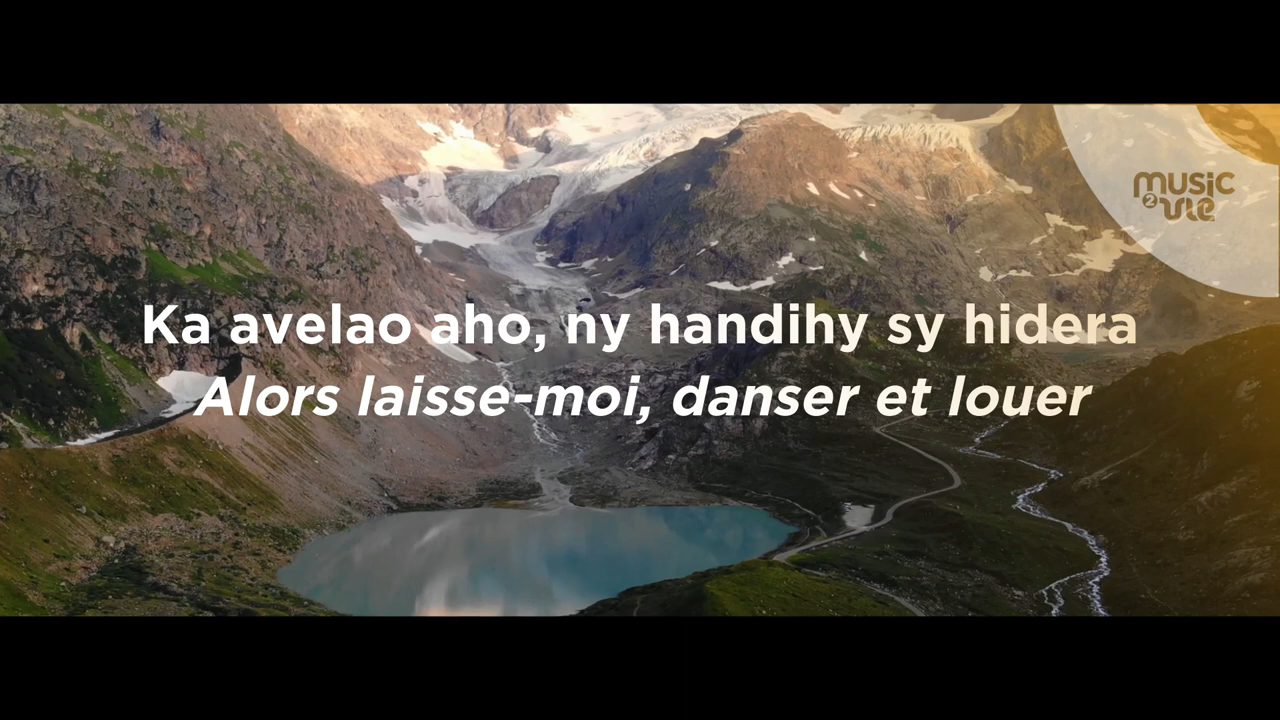 music
2 vie
Ka avelao aho, ny handihy sy hidera
Alors laisse-moi, danser et louer